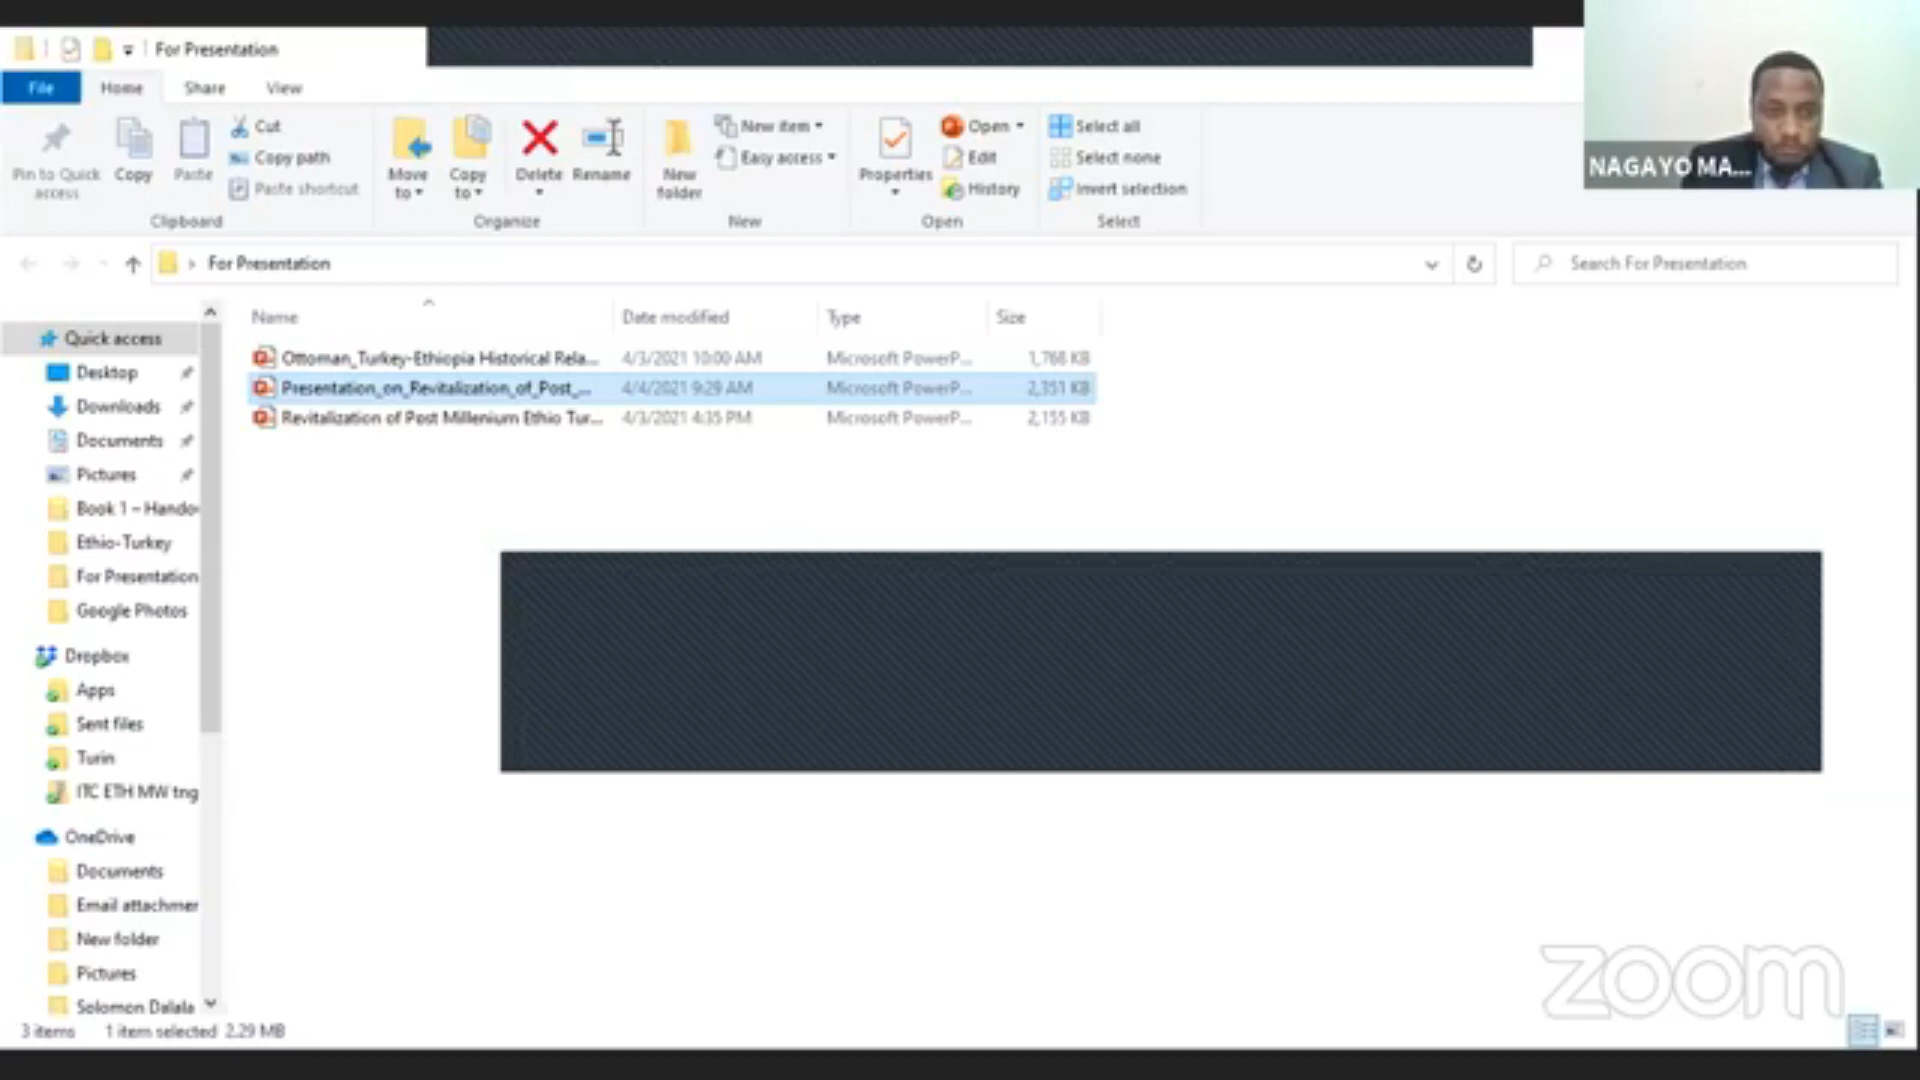 For Presentation
File Home Share View
Pin to Quick access
Copy
Paste
Cut
Copy path
Paste shortcut
Clipboard
Move to
Copy to
Delete
Rename
Organize
New folder
New item
Easy access
New
Properties
Open
Edit
History
Open
Select all
Select none
Invert selection
Select
NAGAYO MA...
For Presentation
Search For Presentation
Name Date modified Type Size
Ottoman_Turkey-Ethiopia Historical Rela... 4/3/2021 10:00 AM Microsoft PowerP... 1,768 KB
Presentation_on_Revitalization_of_Post_... 4/4/2021 9:29 AM Microsoft PowerP... 2,351 KB
Revitalization of Post Millenium Ethio Tur... 4/3/2021 4:35 PM Microsoft PowerP... 2,155 KB
Quick access
Desktop
Downloads
Documents
Pictures
Book 1 – Hando
Ethio-Turkey
For Presentation
Google Photos
Dropbox
Apps
Sent files
Turin
ITC ETH MW tng
OneDrive
Documents
Email attachmer
New folder
Pictures
Solomon Dalala
3 items 1 item selected 2.29 MB
zoom